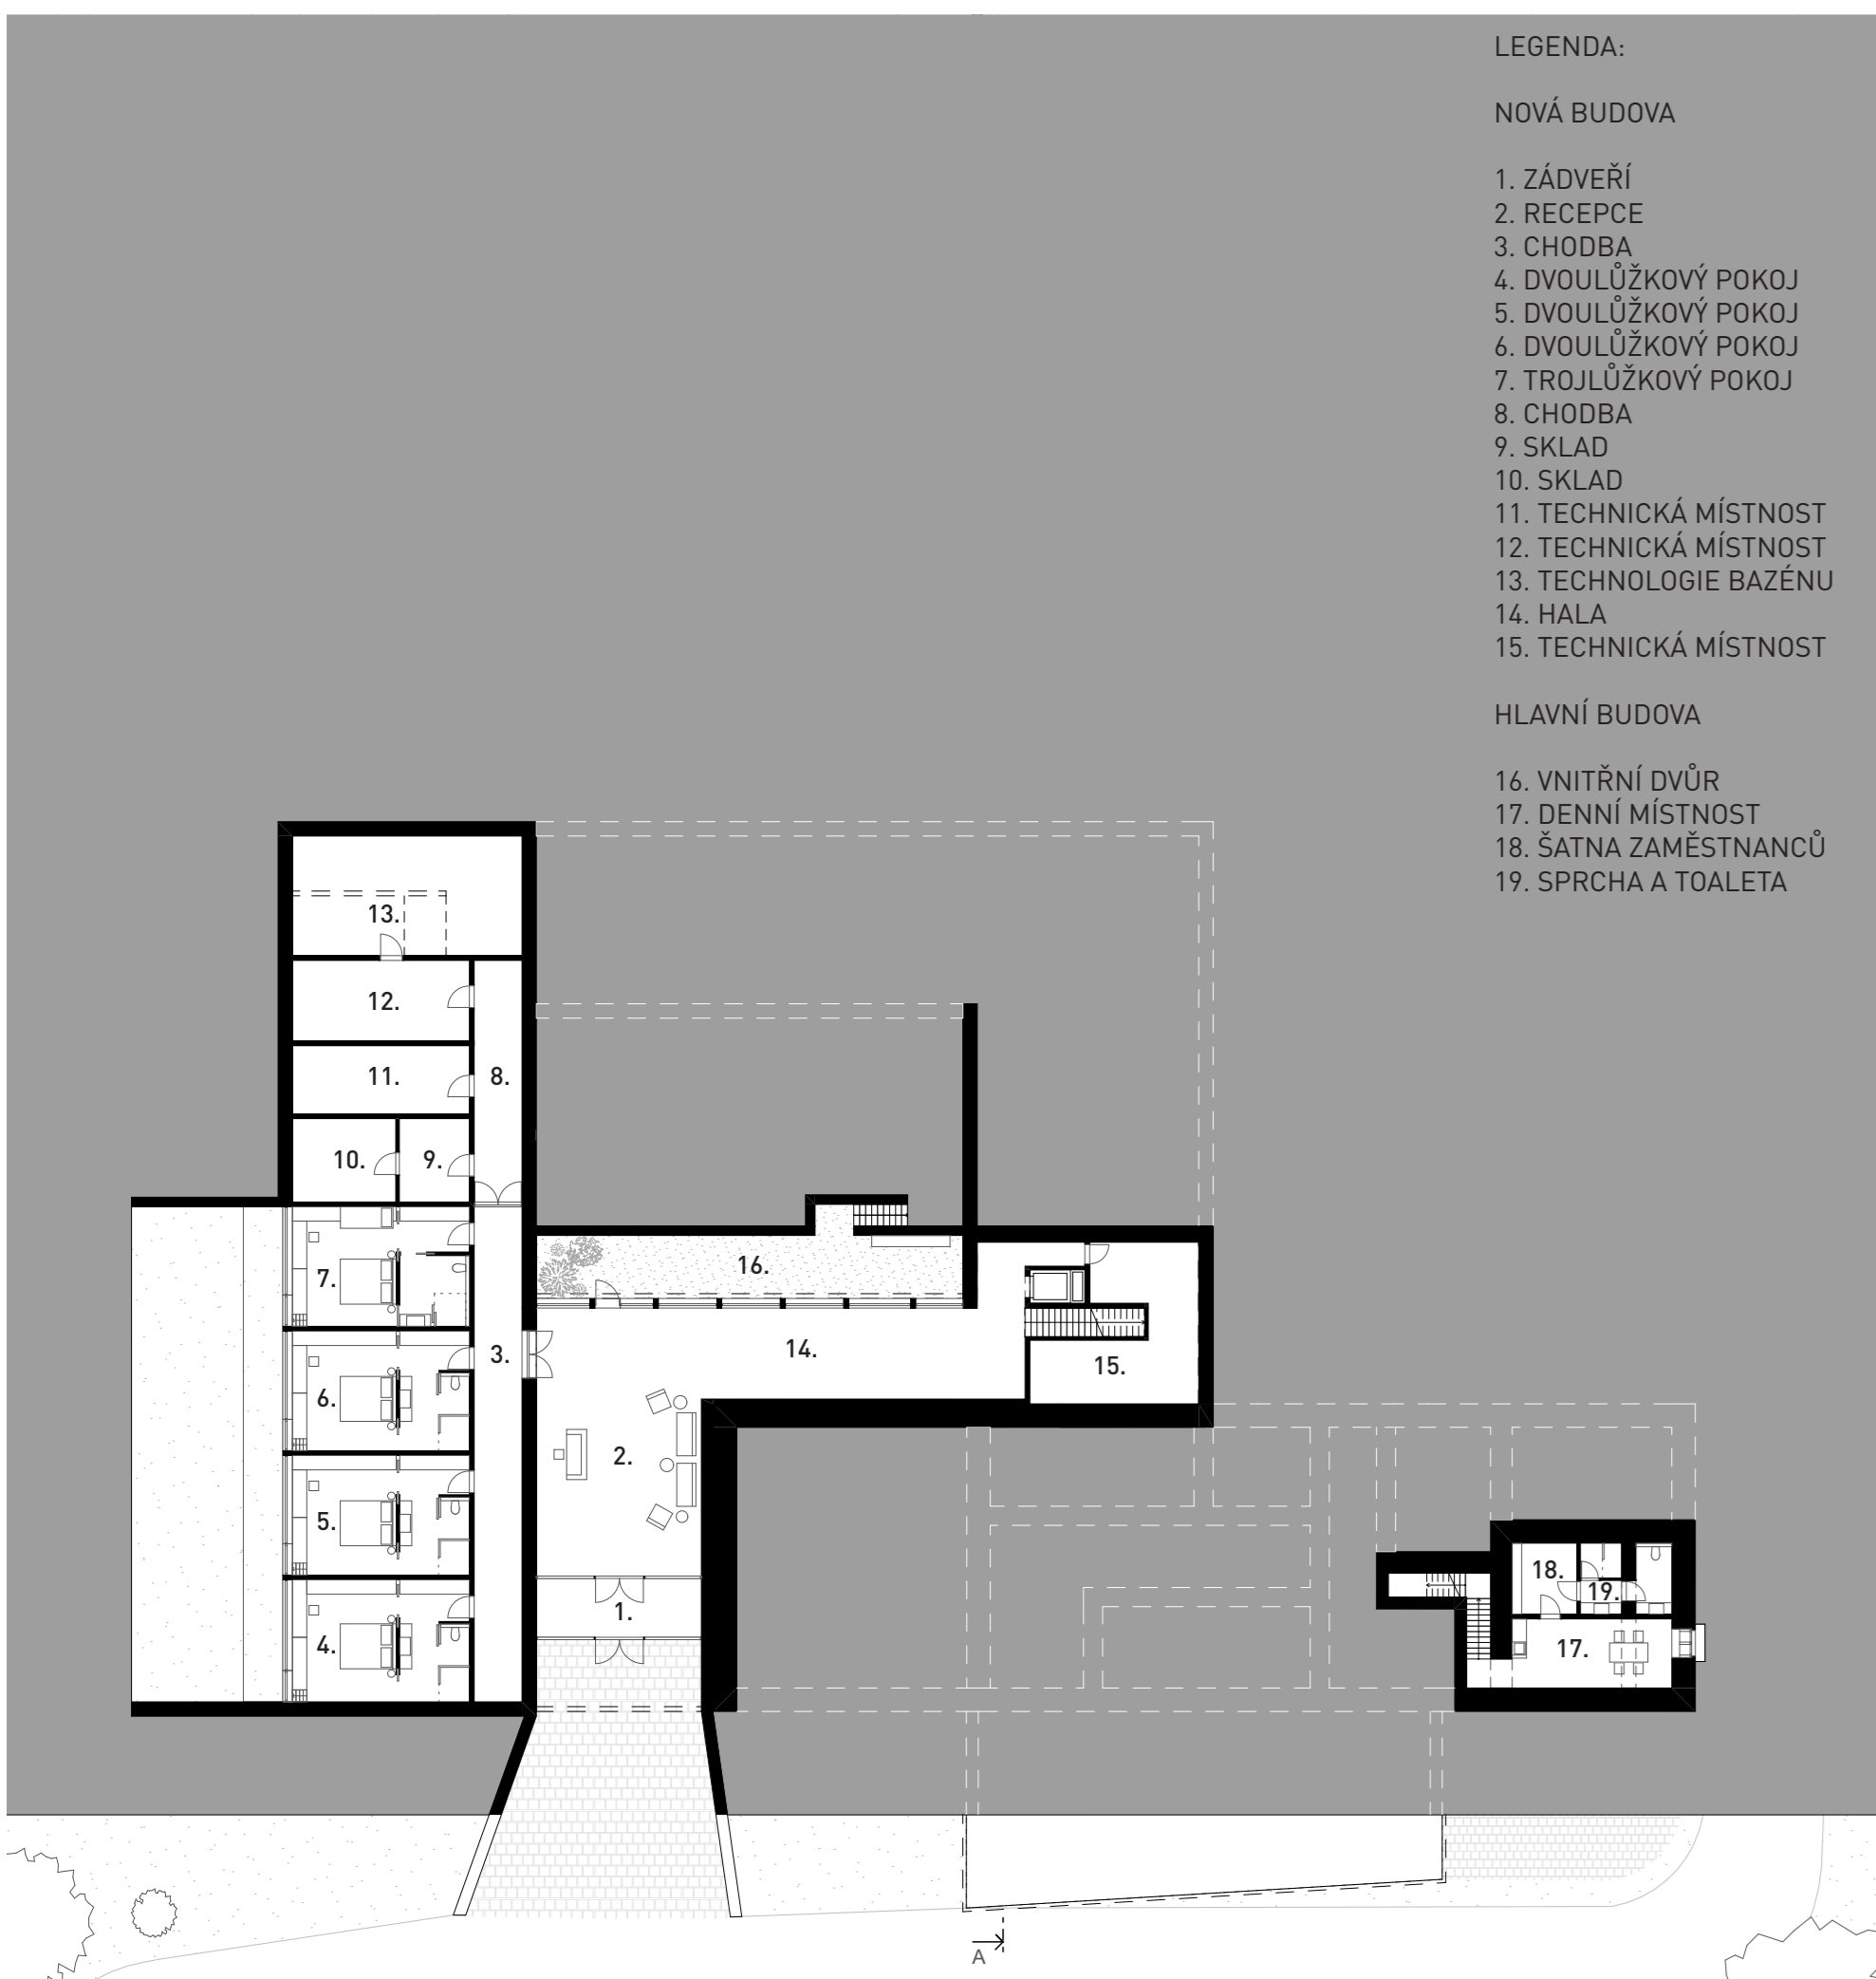 LEGENDA:
NOVÁ BUDOVA
1. ZÁDVEŘÍ
2. RECEPCE
3. CHODBA
4. DVOULŮŽKOVÝ POKOJ
5. DVOULŮŽKOVÝ POKOJ
6. DVOULŮŽKOVÝ POKOJ
7. TROJLŮŽKOVÝ POKOJ
8. CHODBA
9. SKLAD
10. SKLAD
11. TECHNICKÁ MÍSTNOST
12. TECHNICKÁ MÍSTNOST
13. TECHNOLOGIE BAZÉNU
14. HALA
15. TECHNICKÁ MÍSTNOST
HLAVNÍ BUDOVA
16. VNITŘNÍ DVŮR
17. DENNÍ MÍSTNOST
18. ŠATNA ZAMĚSTNANCŮ
19. SPRCHA A TOALETA
13.
12.
11.
8.
10.
9.
16.
7.
14.
3.
15.
6.
2.
5.
18.
19.
1.
4.
17.
A